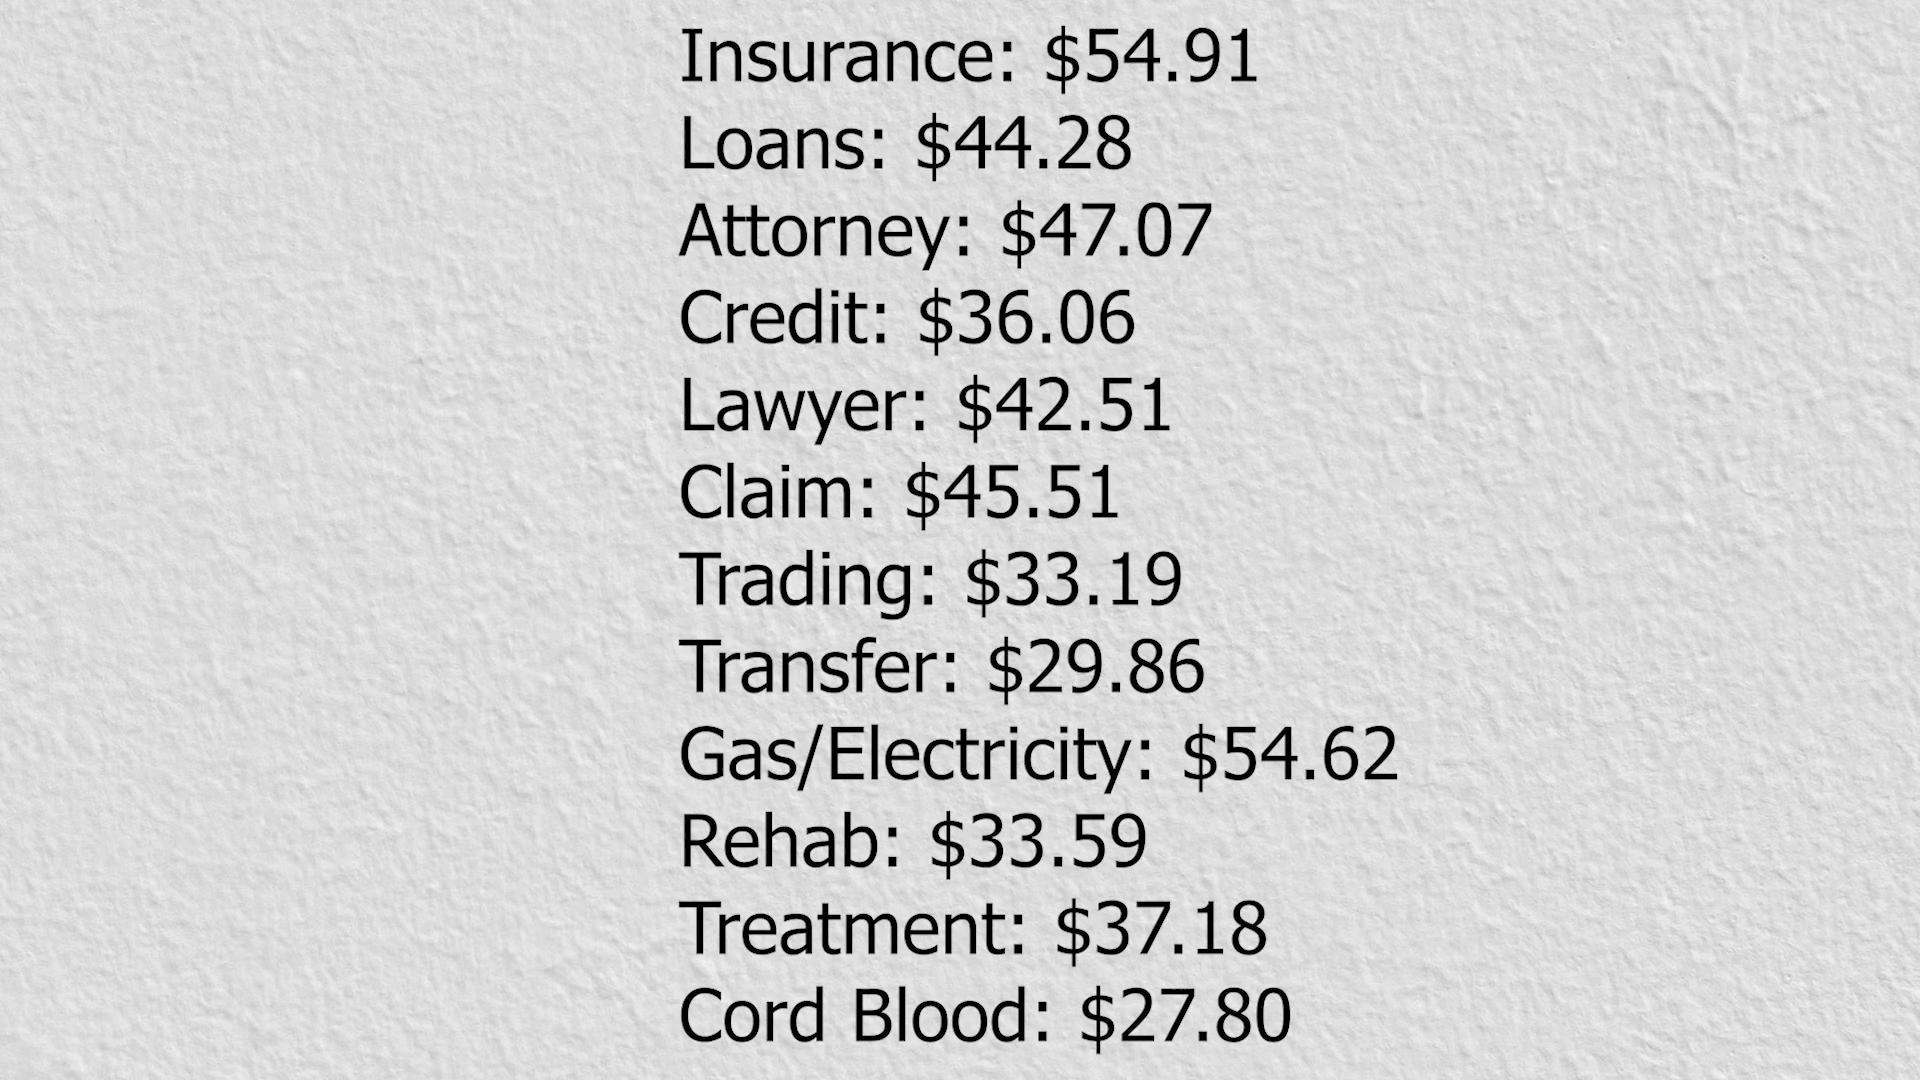 Insurance: $54.91
Loans: $44.28
Attorney: $47.07
Credit: $36.06
Lawyer: $42.51
Claim: $45.51
Trading: $33.19
Transfer: $29.86
Gas/Electricity: $54.62
Rehab: $33.59
Treatment: $37.18
Cord Blood: $27.80